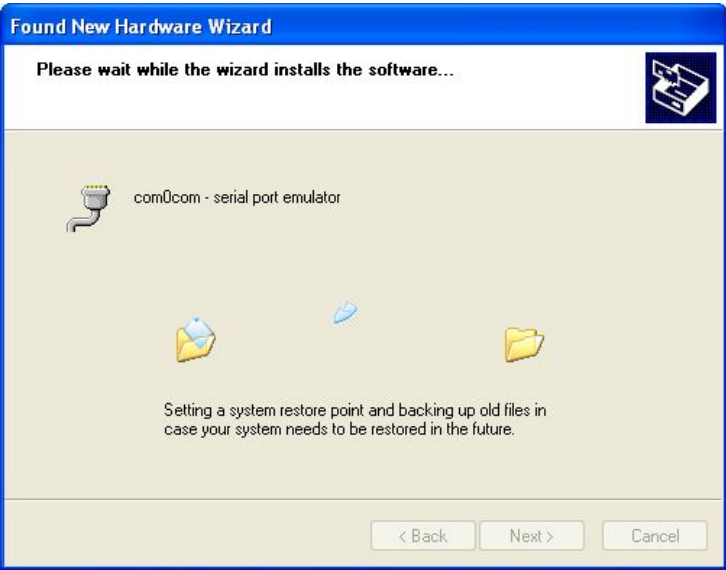 Found New Hardware Wizard
Please wait while the wizard installs the software...
com0com - serial port emulator
Setting a system restore point and backing up old files in
case your system needs to be restored in the future.
< Back Next > Cancel